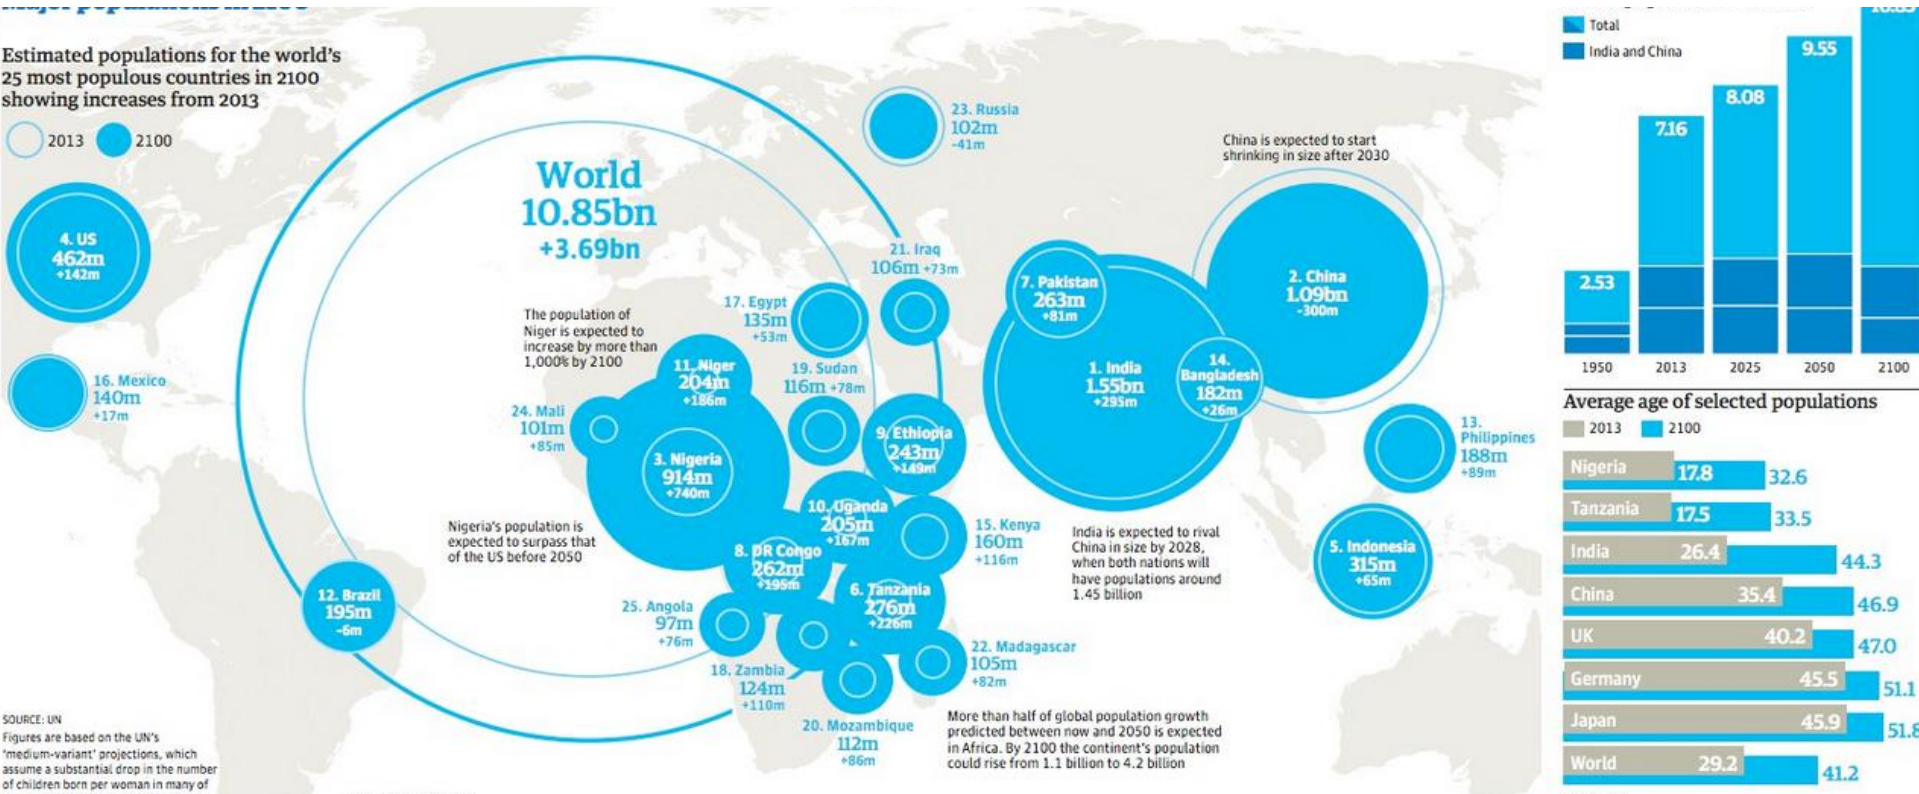 Major populations in 2100
Estimated populations for the world's
25 most populous countries in 2100
showing increases from 2013
2013
2100
4. US
462m
+142m
16. Mexico
140m
+17m
World
10.85bn
+3.69bn
The population of
Niger is expected to
increase by more than
1,000% by 2100
Nigeria's population is
expected to surpass that
of the US before 2050
12. Brazil
195m
-6m
23. Russia
102m
-41m
21. Iraq
106m +73m
17. Egypt
135m
+53m
19. Sudan
116m +78m
11. Niger
204m
+186m
24. Mali
101m
+85m
3. Nigeria
914m
+740m
9. Ethiopia
243m
+149m
10. Uganda
205m
+167m
8. DR Congo
262m
+195m
15. Kenya
160m
+116m
6. Tanzania
276m
+226m
25. Angola
97m
+76m
18. Zambia
124m
+110m
22. Madagascar
105m
+82m
20. Mozambique
112m
+86m
7. Pakistan
263m
+81m
1. India
1.55bn
+295m
14.
Bangladesh
182m
+26m
China is expected to start
shrinking in size after 2030
2. China
1.09bn
-300m
13.
Philippines
188m
+89m
5. Indonesia
315m
+65m
India is expected to rival
China in size by 2028,
when both nations will
have populations around
1.45 billion
More than half of global population growth
predicted between now and 2050 is expected
in Africa. By 2100 the continent's population
could rise from 1.1 billion to 4.2 billion
SOURCE: UN
Figures are based on the UN's
'medium-variant' projections, which
assume a substantial drop in the number
of children born per woman in many of
Total
India and China
2.53
7.16
8.08
9.55
10.85
1950
2013
2025
2050
2100
Average age of selected populations
2013
2100
Nigeria 17.8 32.6
Tanzania 17.5 33.5
India 26.4 44.3
China 35.4 46.9
UK 40.2 47.0
Germany 45.5 51.1
Japan 45.9 51.8
World 29.2 41.2